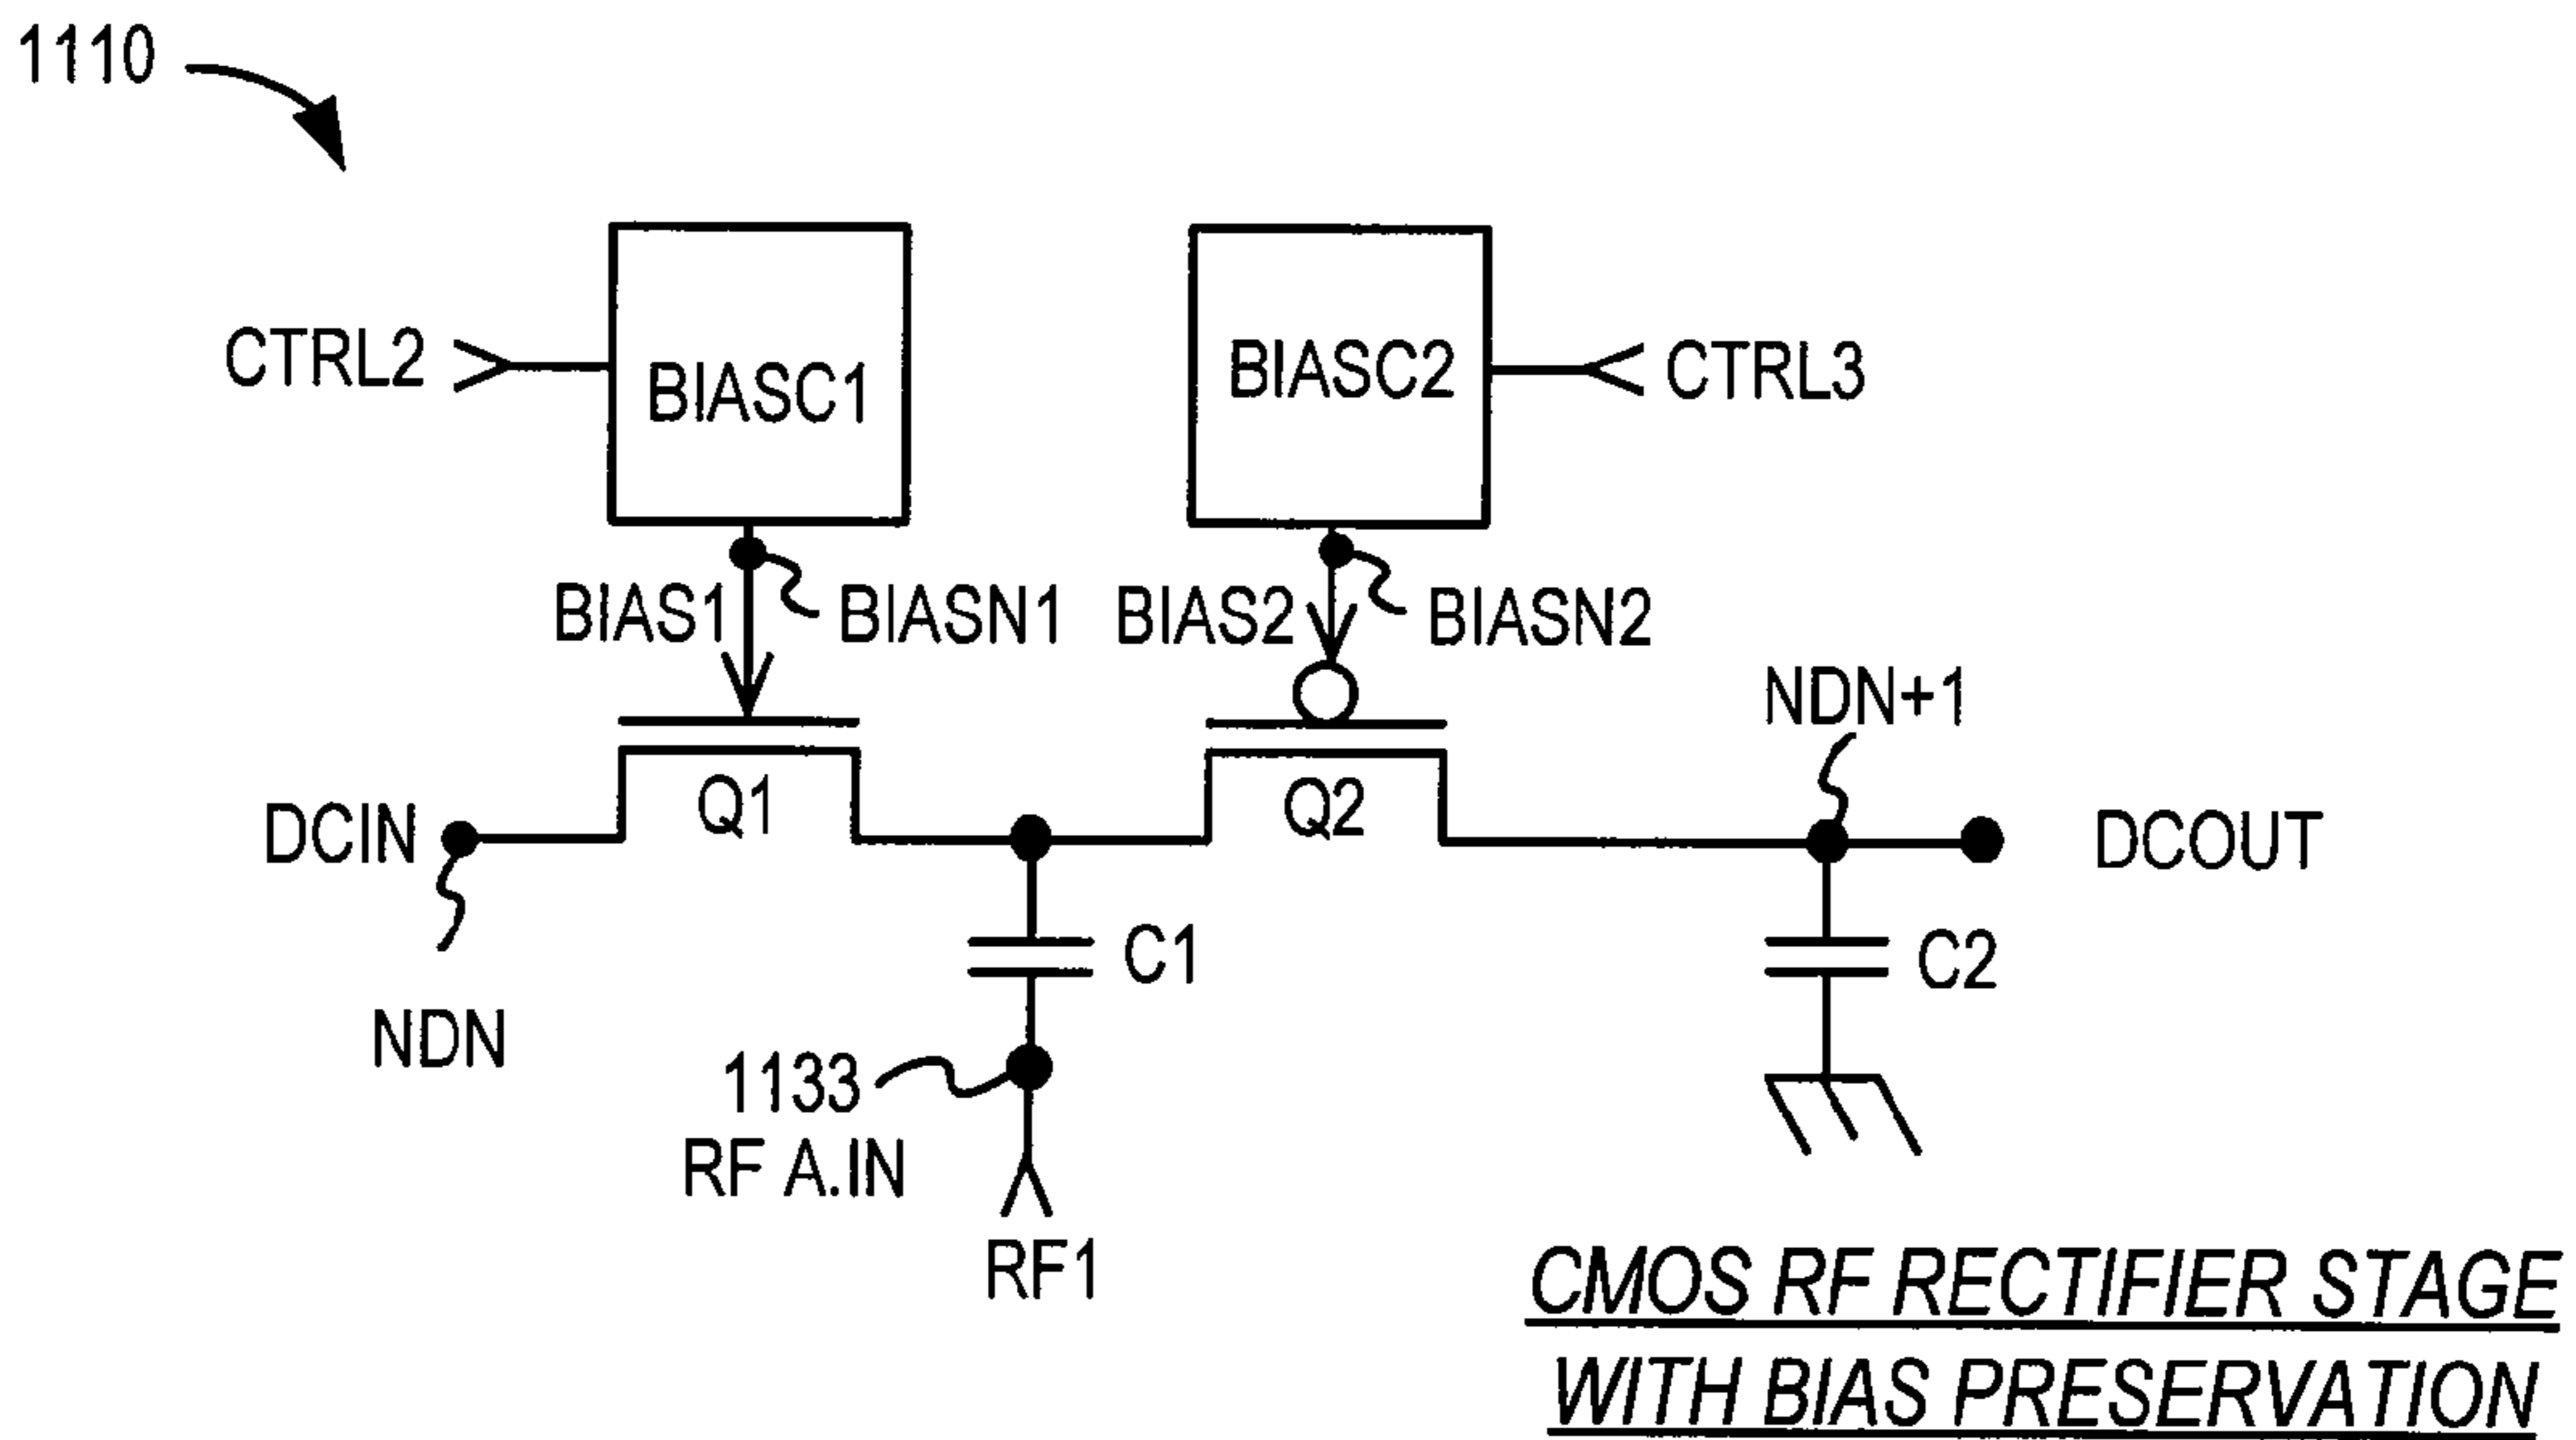 1110
CTRL2
BIASC1
BIASC2
CTRL3
BIAS1
BIASN1
BIAS2
BIASN2
NDN+1
DCIN
Q1
Q2
DCOUT
C1
C2
NDN
1133
RF A.IN
RF1
CMOS RF RECTIFIER STAGE
WITH BIAS PRESERVATION